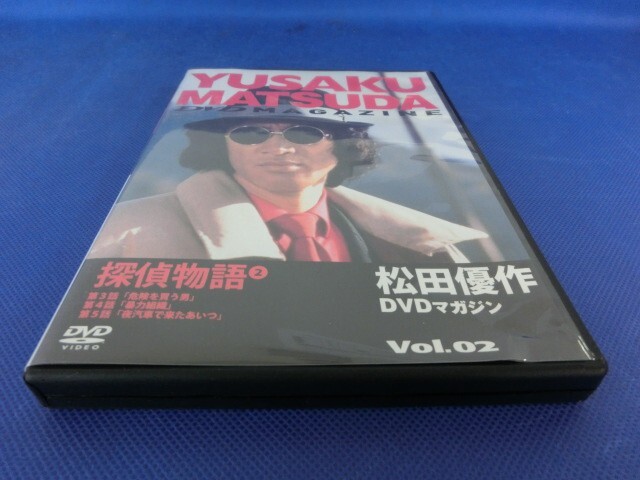 YUSAKU
MATSUDA
DVD MAGAZINE
探偵物語②
第3話「危険を買う男」
第4話「暴力組織」
第5話「夜汽車で来たあいつ」
DVD
VIDEO
松田優作
DVDマガジン
Vol.02